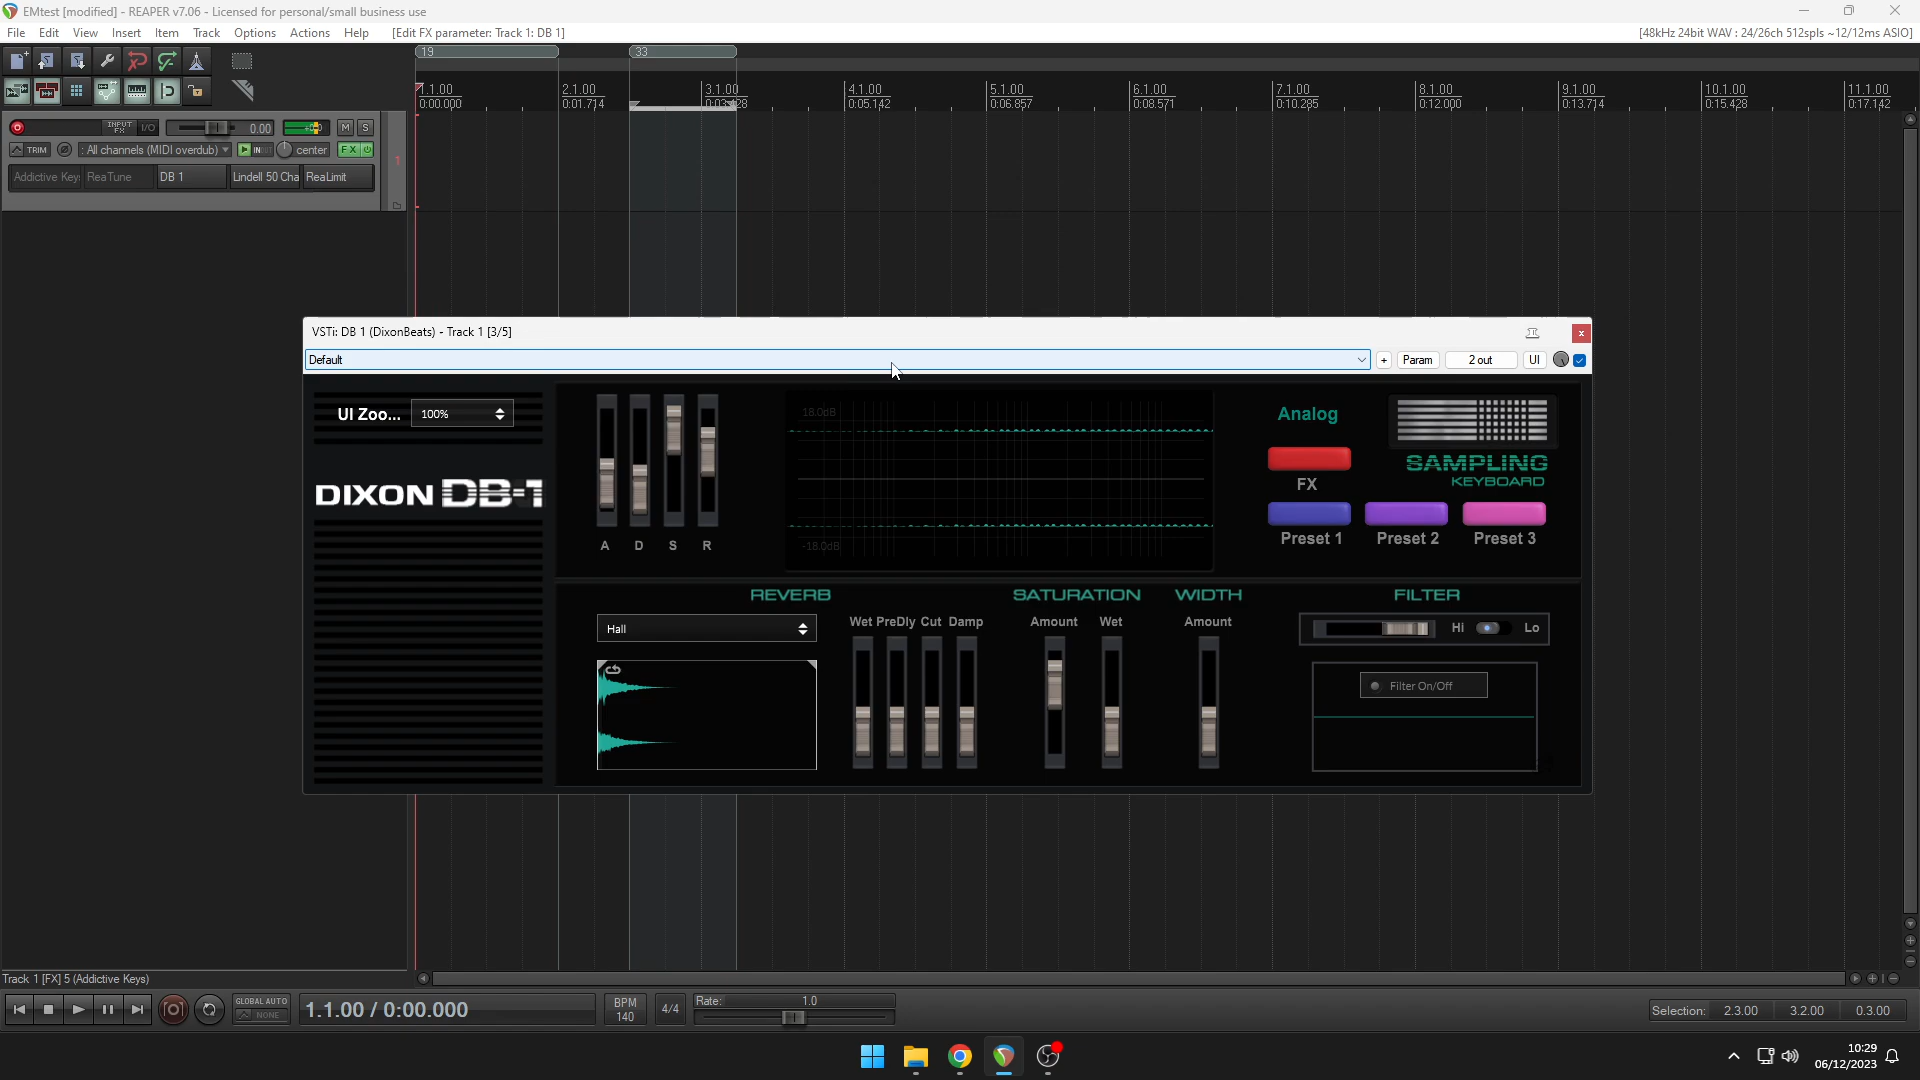 EMtest [modified] - REAPER v7.06 - Licensed for personal/small business use
File Edit View Insert Item Track Options Actions Help [Edit FX parameter: Track 1: DB 1]
[48kHz 24bit WAV : 24/26ch 512spls ~12/12ms ASIO]
19 33
1.1.00 2.1.00 3.1.00 4.1.00 5.1.00 6.1.00 7.1.00 8.1.00 9.1.00 10.1.00 11.1.00
0:00.000 0:01.714 0:03.428 0:05.142 0:06.857 0:08.571 0:10.285 0:12.000 0:13.714 0:15.428 0:17.142
INPUT FX I/O 0.00 M S
TRIM : All channels (MIDI overdub) IN center FX
1
Addictive Key ReaTune DB 1 Lindell 50 Cha ReaLimit
VSTi: DB 1 (DixonBeats) - Track 1 [3/5]
Default + Param 2 out UI
UI Zoo... 100%
DIXON DB-1
A D S R
18.0dB
-18.0dB
Analog
SAMPLING
KEYBOARD
FX
Preset 1 Preset 2 Preset 3
REVERB SATURATION WIDTH FILTER
Hall
Wet PreDly Cut Damp Amount Wet Amount
Hi Lo
Filter On/Off
Track 1 [FX] 5 (Addictive Keys)
GLOBAL AUTO
NONE
1.1.00 / 0:00.000
BPM
140
4/4
Rate: 1.0
Selection: 2.3.00 3.2.00 0.3.00
10:29
06/12/2023